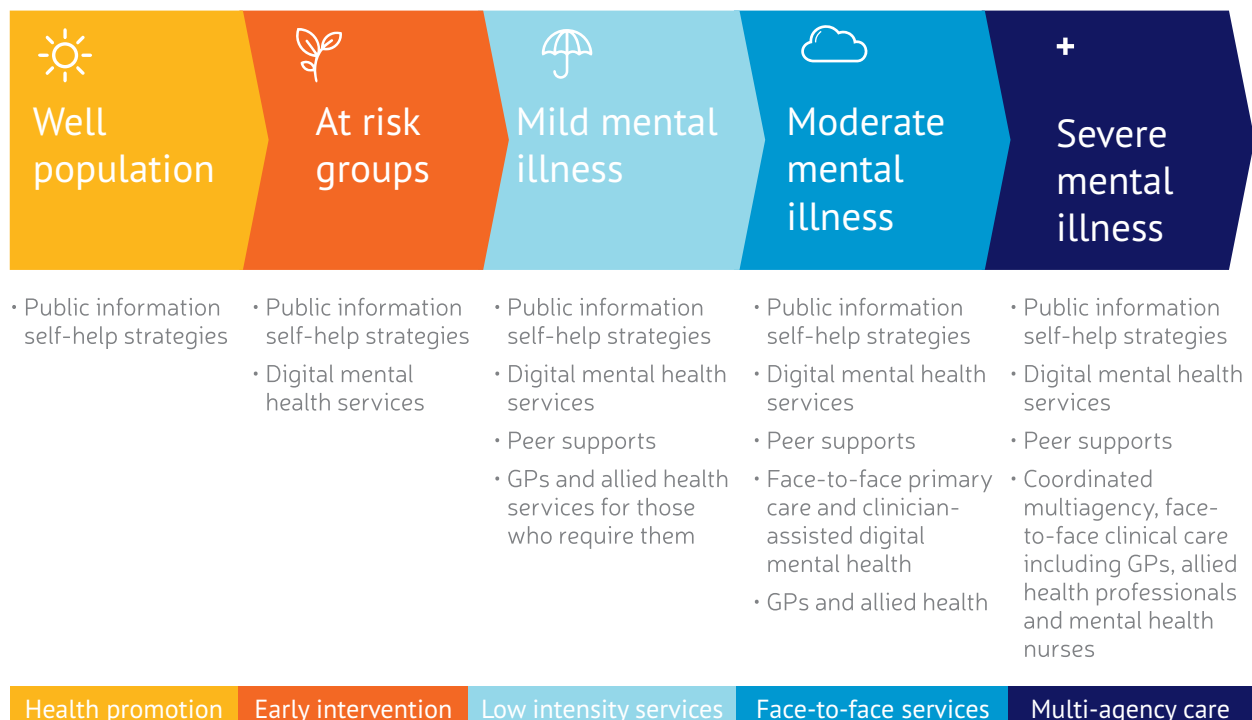 Well
population
At risk
groups
Mild mental
illness
Moderate
mental
illness
Severe
mental
illness
• Public information
self-help strategies
• Public information
self-help strategies
• Digital mental
health services
• Public information
self-help strategies
• Digital mental health
services
• Peer supports
• GPs and allied health
services for those
who require them
• Public information
self-help strategies
• Digital mental health
services
• Peer supports
• Face-to-face primary
care and clinician-
assisted digital
mental health
• GPs and allied health
• Public information
self-help strategies
• Digital mental health
services
• Peer supports
• Coordinated
multiagency, face-
to-face clinical care
including GPs, allied
health professionals
and mental health
nurses
Health promotion
Early intervention
Low intensity services
Face-to-face services
Multi-agency care